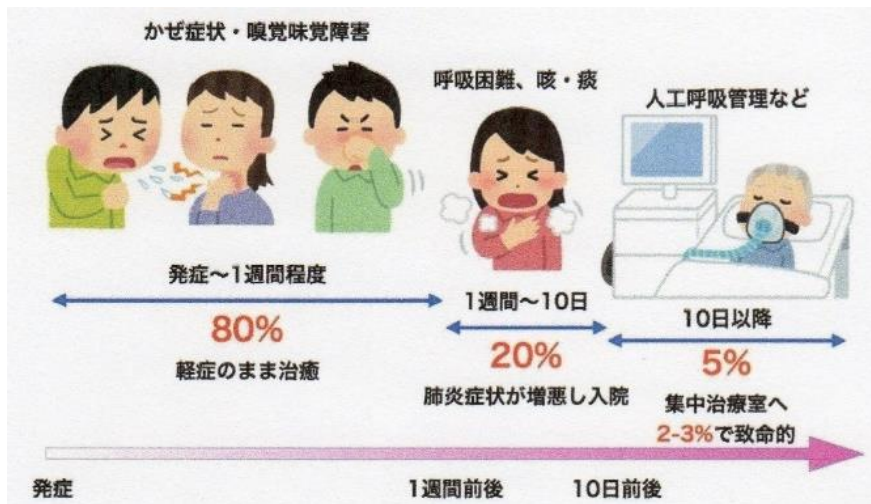 かぜ症状・嗅覚味覚障害
呼吸困難、咳・痰
人工呼吸管理など
発症～1週間程度
80%
軽症のまま治癒
1週間～10日
20%
肺炎症状が増悪し入院
10日以降
5%
集中治療室へ
2-3%で致命的
発症
1週間前後
10日前後